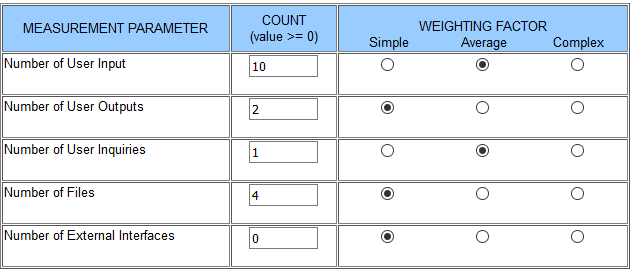 MEASUREMENT PARAMETER
COUNT
(value >= 0)
WEIGHTING FACTOR
Simple Average Complex
Number of User Input 10
Number of User Outputs 2
Number of User Inquiries 1
Number of Files 4
Number of External Interfaces 0